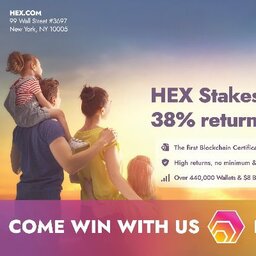 HEX.COM
99 Wall Street #3697
New York, NY 10005
HEX Stakes
38% return
The first Blockchain Certific
High returns, no minimum &
Over 440,000 Wallets & $8 B
COME WIN WITH US